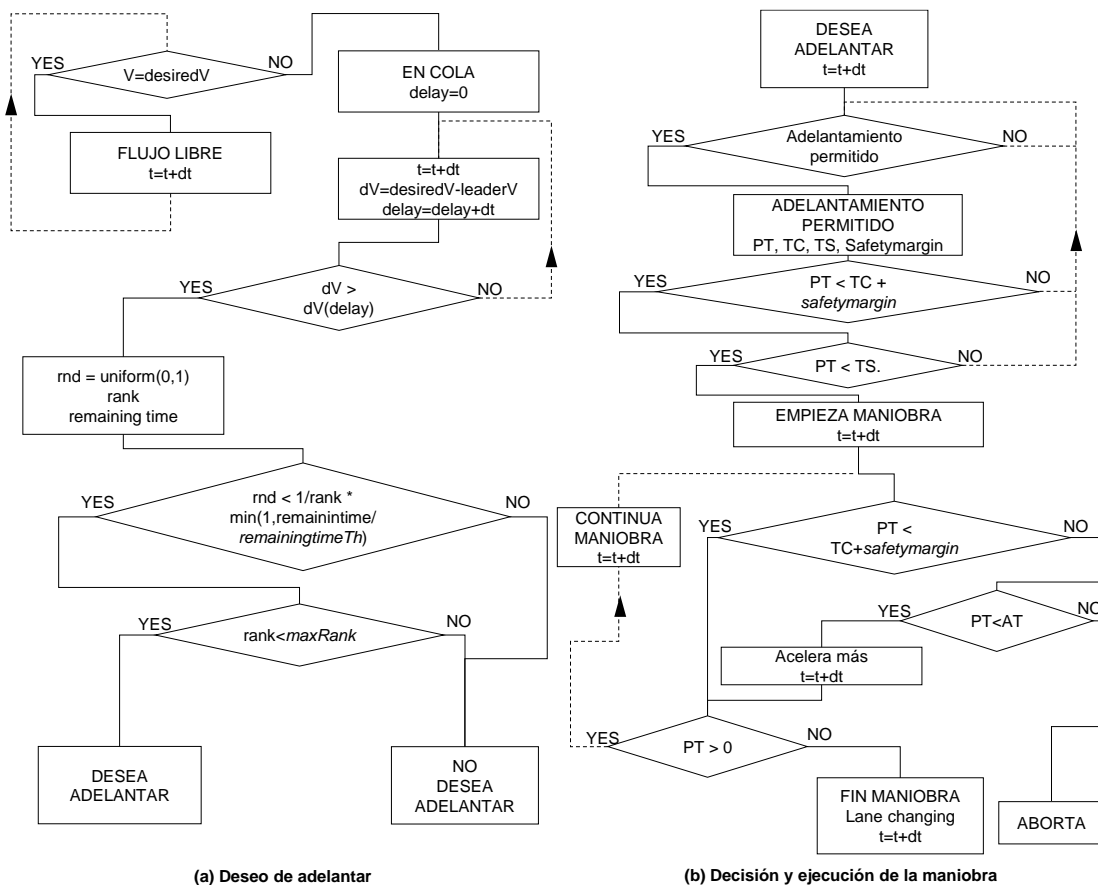 V=desiredV
YES
NO
EN COLA
delay=0
FLUJO LIBRE
t=t+dt
t=t+dt
dV=desiredV-leaderV
delay=delay+dt
YES
dV >
dV(delay)
NO
rnd = uniform(0,1)
rank
remaining time
YES
rnd < 1/rank *
min(1,remainintime/
remainingtimeTh)
NO
YES
rank<maxRank
NO
DESEA
ADELANTAR
NO
DESEA
ADELANTAR
(a) Deseo de adelantar
DESEA
ADELANTAR
t=t+dt
YES
Adelantamiento
permitido
NO
ADELANTAMIENTO
PERMITIDO
PT, TC, TS, Safetymargin
YES
PT < TC +
safetymargin
NO
YES
PT < TS.
NO
EMPIEZA MANIOBRA
t=t+dt
CONTINUA
MANIOBRA
t=t+dt
YES
PT <
TC+safetymargin
NO
YES
PT<AT
NO
Acelera más
t=t+dt
YES
PT > 0
NO
FIN MANIOBRA
Lane changing
t=t+dt
ABORTA
(b) Decisión y ejecución de la maniobra